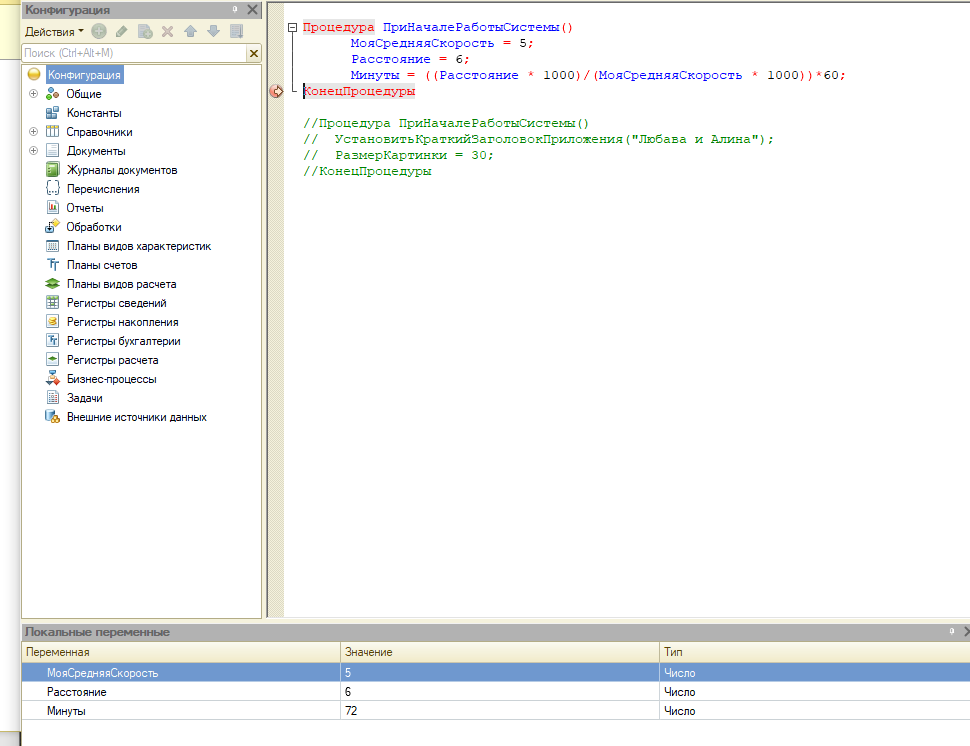 Конфигурация
Действия
Поиск (Ctrl+Alt+M)
Конфигурация
Общие
Константы
Справочники
Документы
Журналы документов
Перечисления
Отчеты
Обработки
Планы видов характеристик
Планы счетов
Планы видов расчета
Регистры сведений
Регистры накопления
Регистры бухгалтерии
Регистры расчета
Бизнес-процессы
Задачи
Внешние источники данных
Процедура ПриНачалеРаботыСистемы()
МояСредняяСкорость = 5;
Расстояние = 6;
Минуты = ((Расстояние * 1000)/(МояСредняяСкорость * 1000))*60;
КонецПроцедуры
//Процедура ПриНачалеРаботыСистемы()
// УстановитьКраткийЗаголовокПриложения("Любава и Алина");
// РазмерКартинки = 30;
//КонецПроцедуры
Локальные переменные
Переменная Значение Тип
МояСредняяСкорость 5 Число
Расстояние 6 Число
Минуты 72 Число